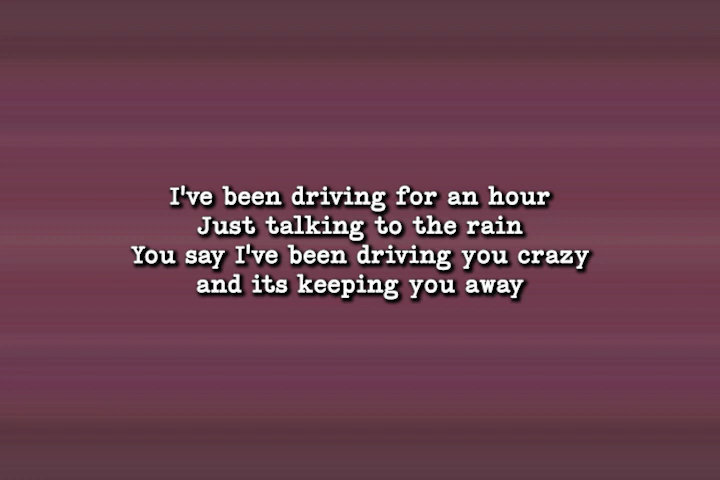 I've been driving for an hour
Just talking to the rain
You say I've been driving you crazy
and its keeping you away